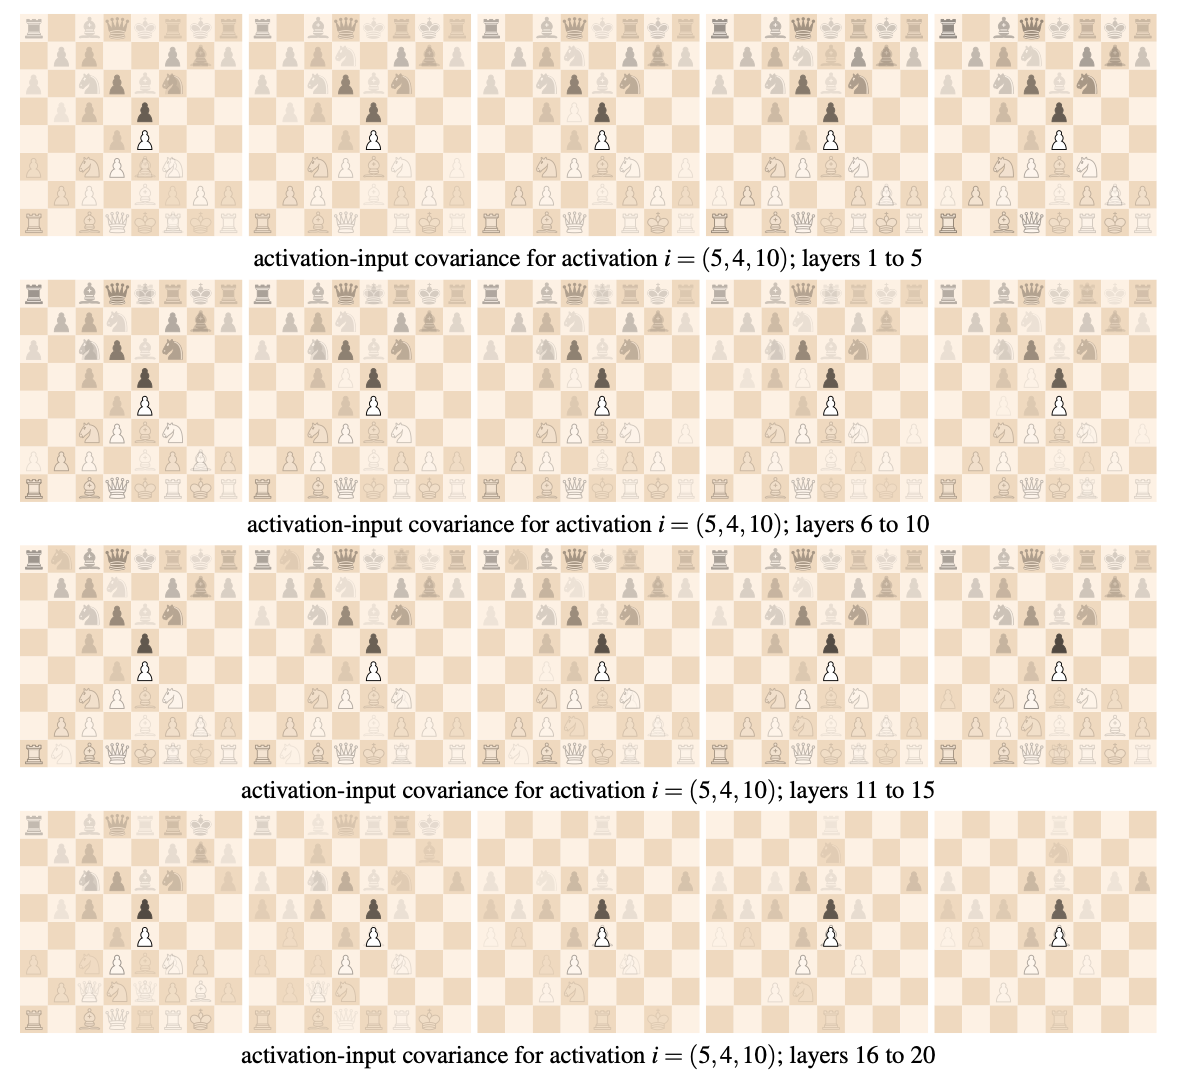 activation-input covariance for activation i = (5,4,10); layers 1 to 5
activation-input covariance for activation i = (5,4,10); layers 6 to 10
activation-input covariance for activation i = (5,4,10); layers 11 to 15
activation-input covariance for activation i = (5,4,10); layers 16 to 20